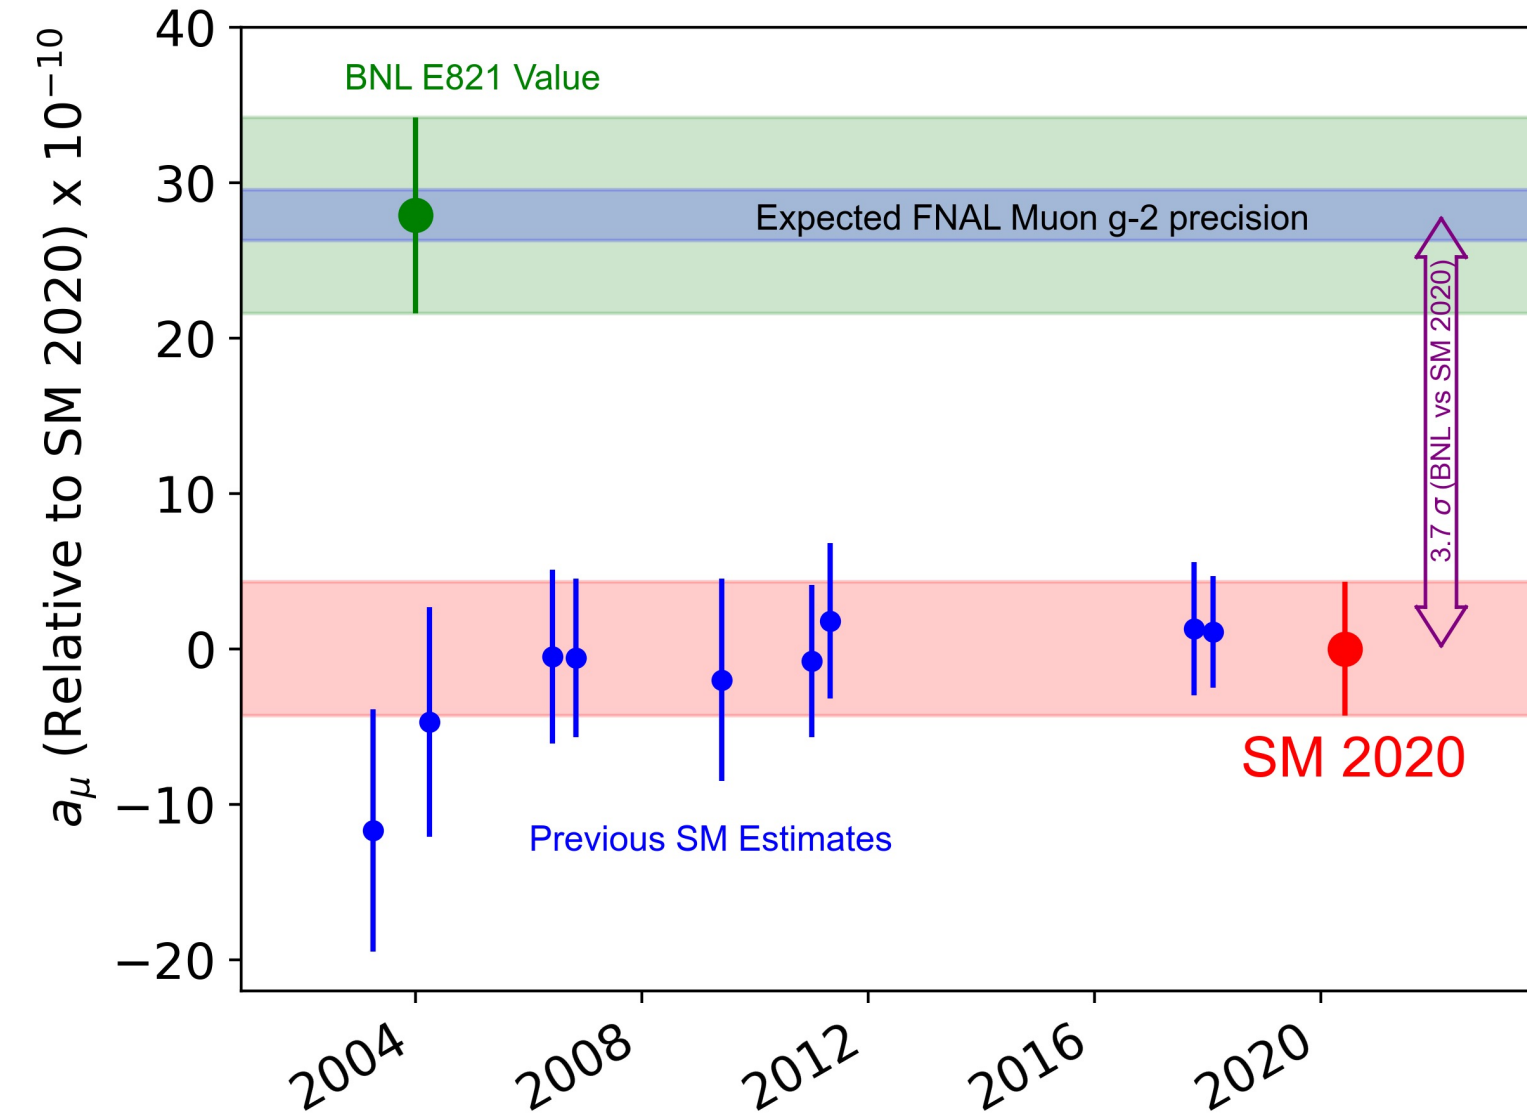 a_μ (Relative to SM 2020) x 10⁻¹⁰
40
30
20
10
0
−10
−20
BNL E821 Value
Expected FNAL Muon g-2 precision
3.7 σ (BNL vs SM 2020)
SM 2020
Previous SM Estimates
2004
2008
2012
2016
2020